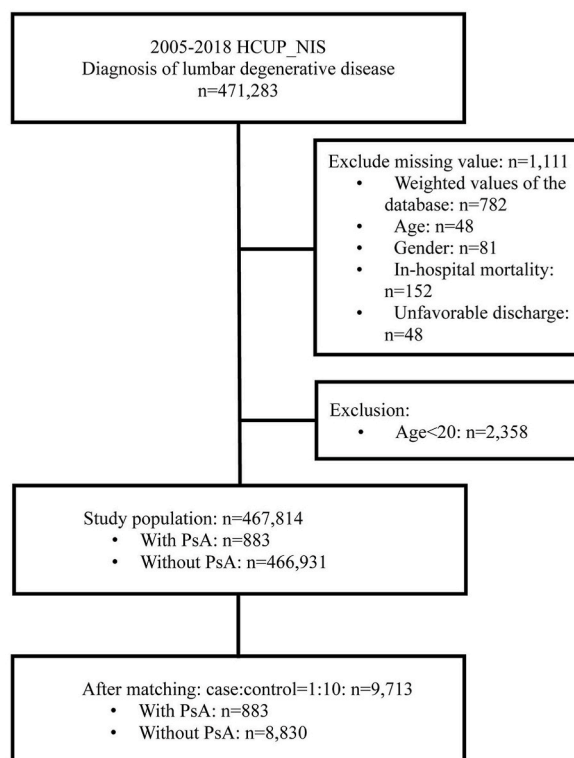 2005-2018 HCUP_NIS
Diagnosis of lumbar degenerative disease
n=471,283
Exclude missing value: n=1,111
• Weighted values of the
database: n=782
• Age: n=48
• Gender: n=81
• In-hospital mortality:
n=152
• Unfavorable discharge:
n=48
Exclusion:
• Age<20: n=2,358
Study population: n=467,814
• With PsA: n=883
• Without PsA: n=466,931
After matching: case:control=1:10: n=9,713
• With PsA: n=883
• Without PsA: n=8,830